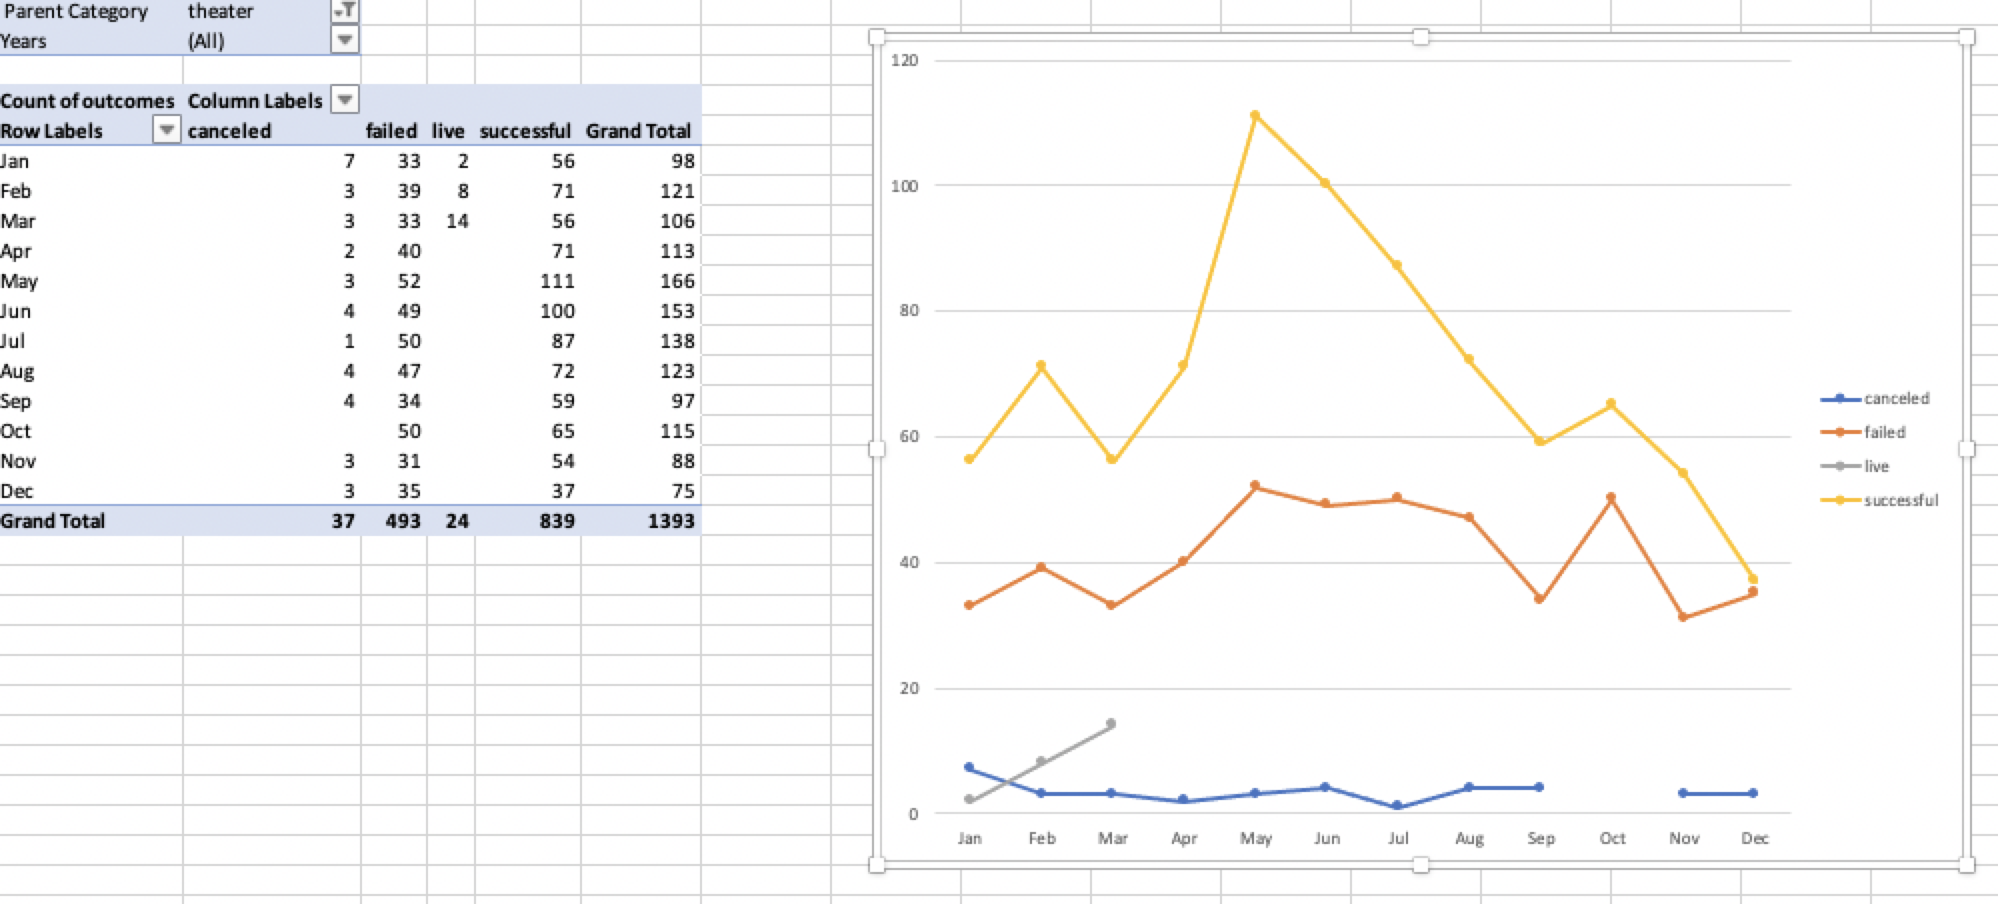 Parent Category theater
Years (All)
Count of outcomes Column Labels
Row Labels canceled failed live successful Grand Total
Jan 7 33 2 56 98
Feb 3 39 8 71 121
Mar 3 33 14 56 106
Apr 2 40 71 113
May 3 52 111 166
Jun 4 49 100 153
Jul 1 50 87 138
Aug 4 47 72 123
Sep 4 34 59 97
Oct 50 65 115
Nov 3 31 54 88
Dec 3 35 37 75
Grand Total 37 493 24 839 1393
120
100
80
60
40
20
0
Jan Feb Mar Apr May Jun Jul Aug Sep Oct Nov Dec
canceled
failed
live
successful